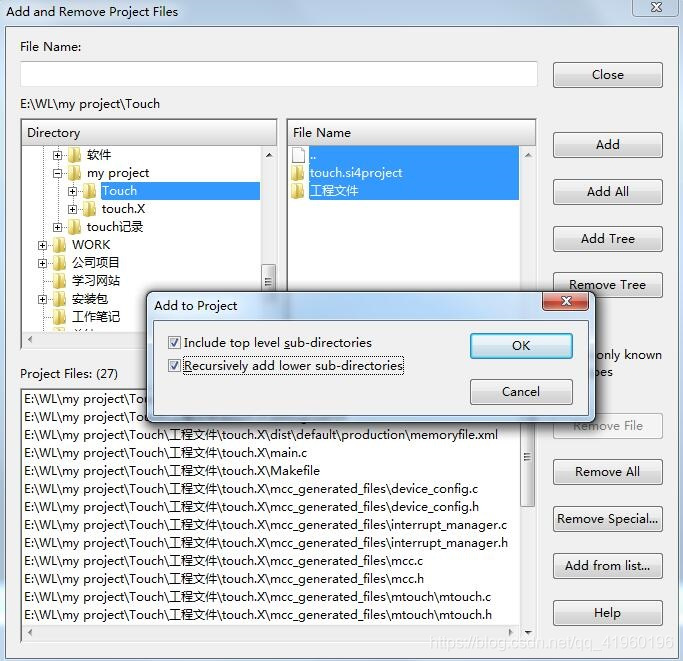 Add and Remove Project Files
File Name:
Close
E:\WL\my project\Touch
Directory
File Name
软件
my project
Touch
touch.X
touch记录
WORK
公司项目
学习网站
安装包
工作笔记
..
touch.si4project
工程文件
Add
Add All
Add Tree
Remove Tree
Add to Project
Include top level sub-directories
Recursively add lower sub-directories
OK
Cancel
only known
Project Files: (27)
E:\WL\my project\Tou
E:\WL\my project\Tou
E:\WL\my project\Touch\工程文件\touch.X\dist\default\production\memoryfile.xml
E:\WL\my project\Touch\工程文件\touch.X\main.c
E:\WL\my project\Touch\工程文件\touch.X\Makefile
E:\WL\my project\Touch\工程文件\touch.X\mcc_generated_files\device_config.c
E:\WL\my project\Touch\工程文件\touch.X\mcc_generated_files\device_config.h
E:\WL\my project\Touch\工程文件\touch.X\mcc_generated_files\interrupt_manager.c
E:\WL\my project\Touch\工程文件\touch.X\mcc_generated_files\interrupt_manager.h
E:\WL\my project\Touch\工程文件\touch.X\mcc_generated_files\mcc.c
E:\WL\my project\Touch\工程文件\touch.X\mcc_generated_files\mcc.h
E:\WL\my project\Touch\工程文件\touch.X\mcc_generated_files\mtouch\mtouch.c
E:\WL\my project\Touch\工程文件\touch.X\mcc_generated_files\mtouch\mtouch.h
Remove File
Remove All
Remove Special...
Add from list...
Help
https://blog.csdn.net/qq_41960196